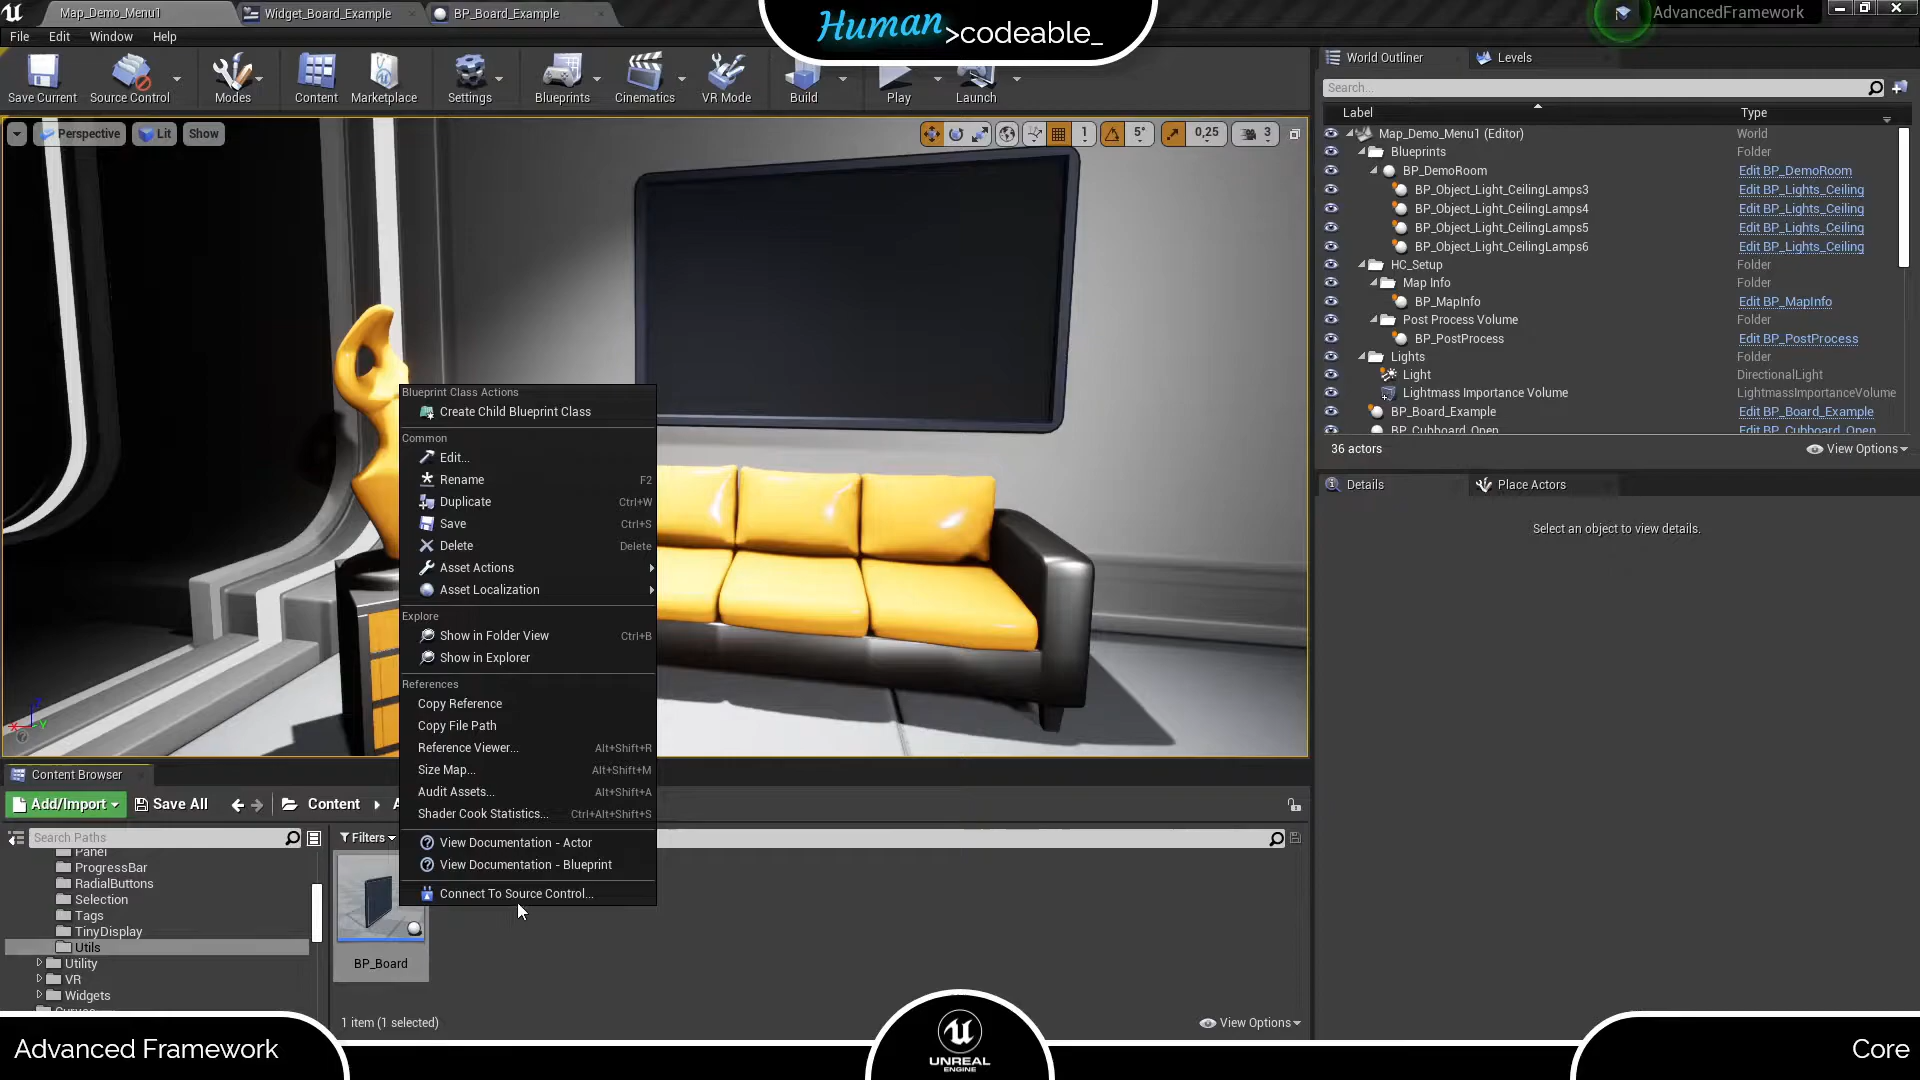 Map_Demo_Menu1
Widget_Board_Example
BP_Board_Example
Human >codeable_
AdvancedFramework
File Edit Window Help
Save Current
Source Control
Modes
Content
Marketplace
Settings
Blueprints
Cinematics
VR Mode
Build
Play
Launch
World Outliner
Levels
Search...
Label Type
Perspective Lit Show
1 5° 0,25 3
Map_Demo_Menu1 (Editor) World
Blueprints Folder
BP_DemoRoom Edit BP_DemoRoom
BP_Object_Light_CeilingLamps3 Edit BP_Lights_Ceiling
BP_Object_Light_CeilingLamps4 Edit BP_Lights_Ceiling
BP_Object_Light_CeilingLamps5 Edit BP_Lights_Ceiling
BP_Object_Light_CeilingLamps6 Edit BP_Lights_Ceiling
HC_Setup Folder
Map Info Folder
BP_MapInfo Edit BP_MapInfo
Post Process Volume Folder
BP_PostProcess Edit BP_PostProcess
Lights Folder
Light DirectionalLight
Lightmass Importance Volume LightmassImportanceVolume
BP_Board_Example Edit BP_Board_Example
BP_Cubboard_Open Edit BP_Cubboard_Open
36 actors View Options
Details
Place Actors
Select an object to view details.
Blueprint Class Actions
Create Child Blueprint Class
Common
Edit...
Rename F2
Duplicate Ctrl+W
Save Ctrl+S
Delete Delete
Asset Actions
Asset Localization
Explore
Show in Folder View Ctrl+B
Show in Explorer
References
Copy Reference
Copy File Path
Reference Viewer... Alt+Shift+R
Size Map... Alt+Shift+M
Audit Assets... Alt+Shift+A
Shader Cook Statistics... Ctrl+Alt+Shift+S
View Documentation - Actor
View Documentation - Blueprint
Connect To Source Control...
X Y
Content Browser
Add/Import Save All Content
Search Paths
Filters
Panel
ProgressBar
RadialButtons
Selection
Tags
TinyDisplay
Utils
Utility
VR
Widgets
BP_Board
1 item (1 selected)
View Options
Advanced Framework
UNREAL
ENGINE
Core